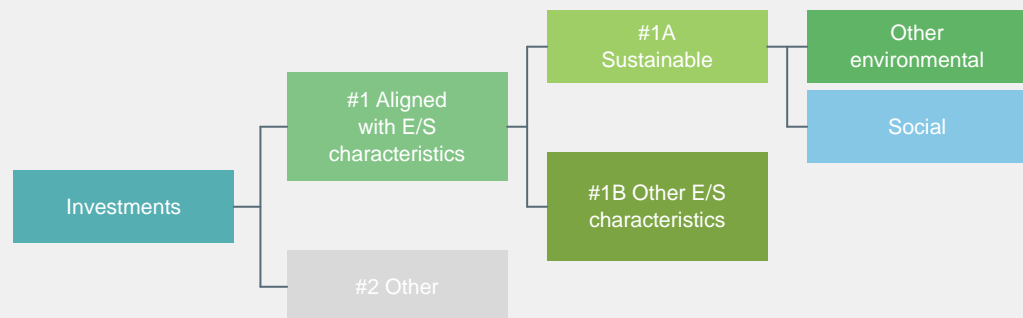 Investments
#1 Aligned
with E/S
characteristics
#2 Other
#1A
Sustainable
#1B Other E/S
characteristics
Other
environmental
Social